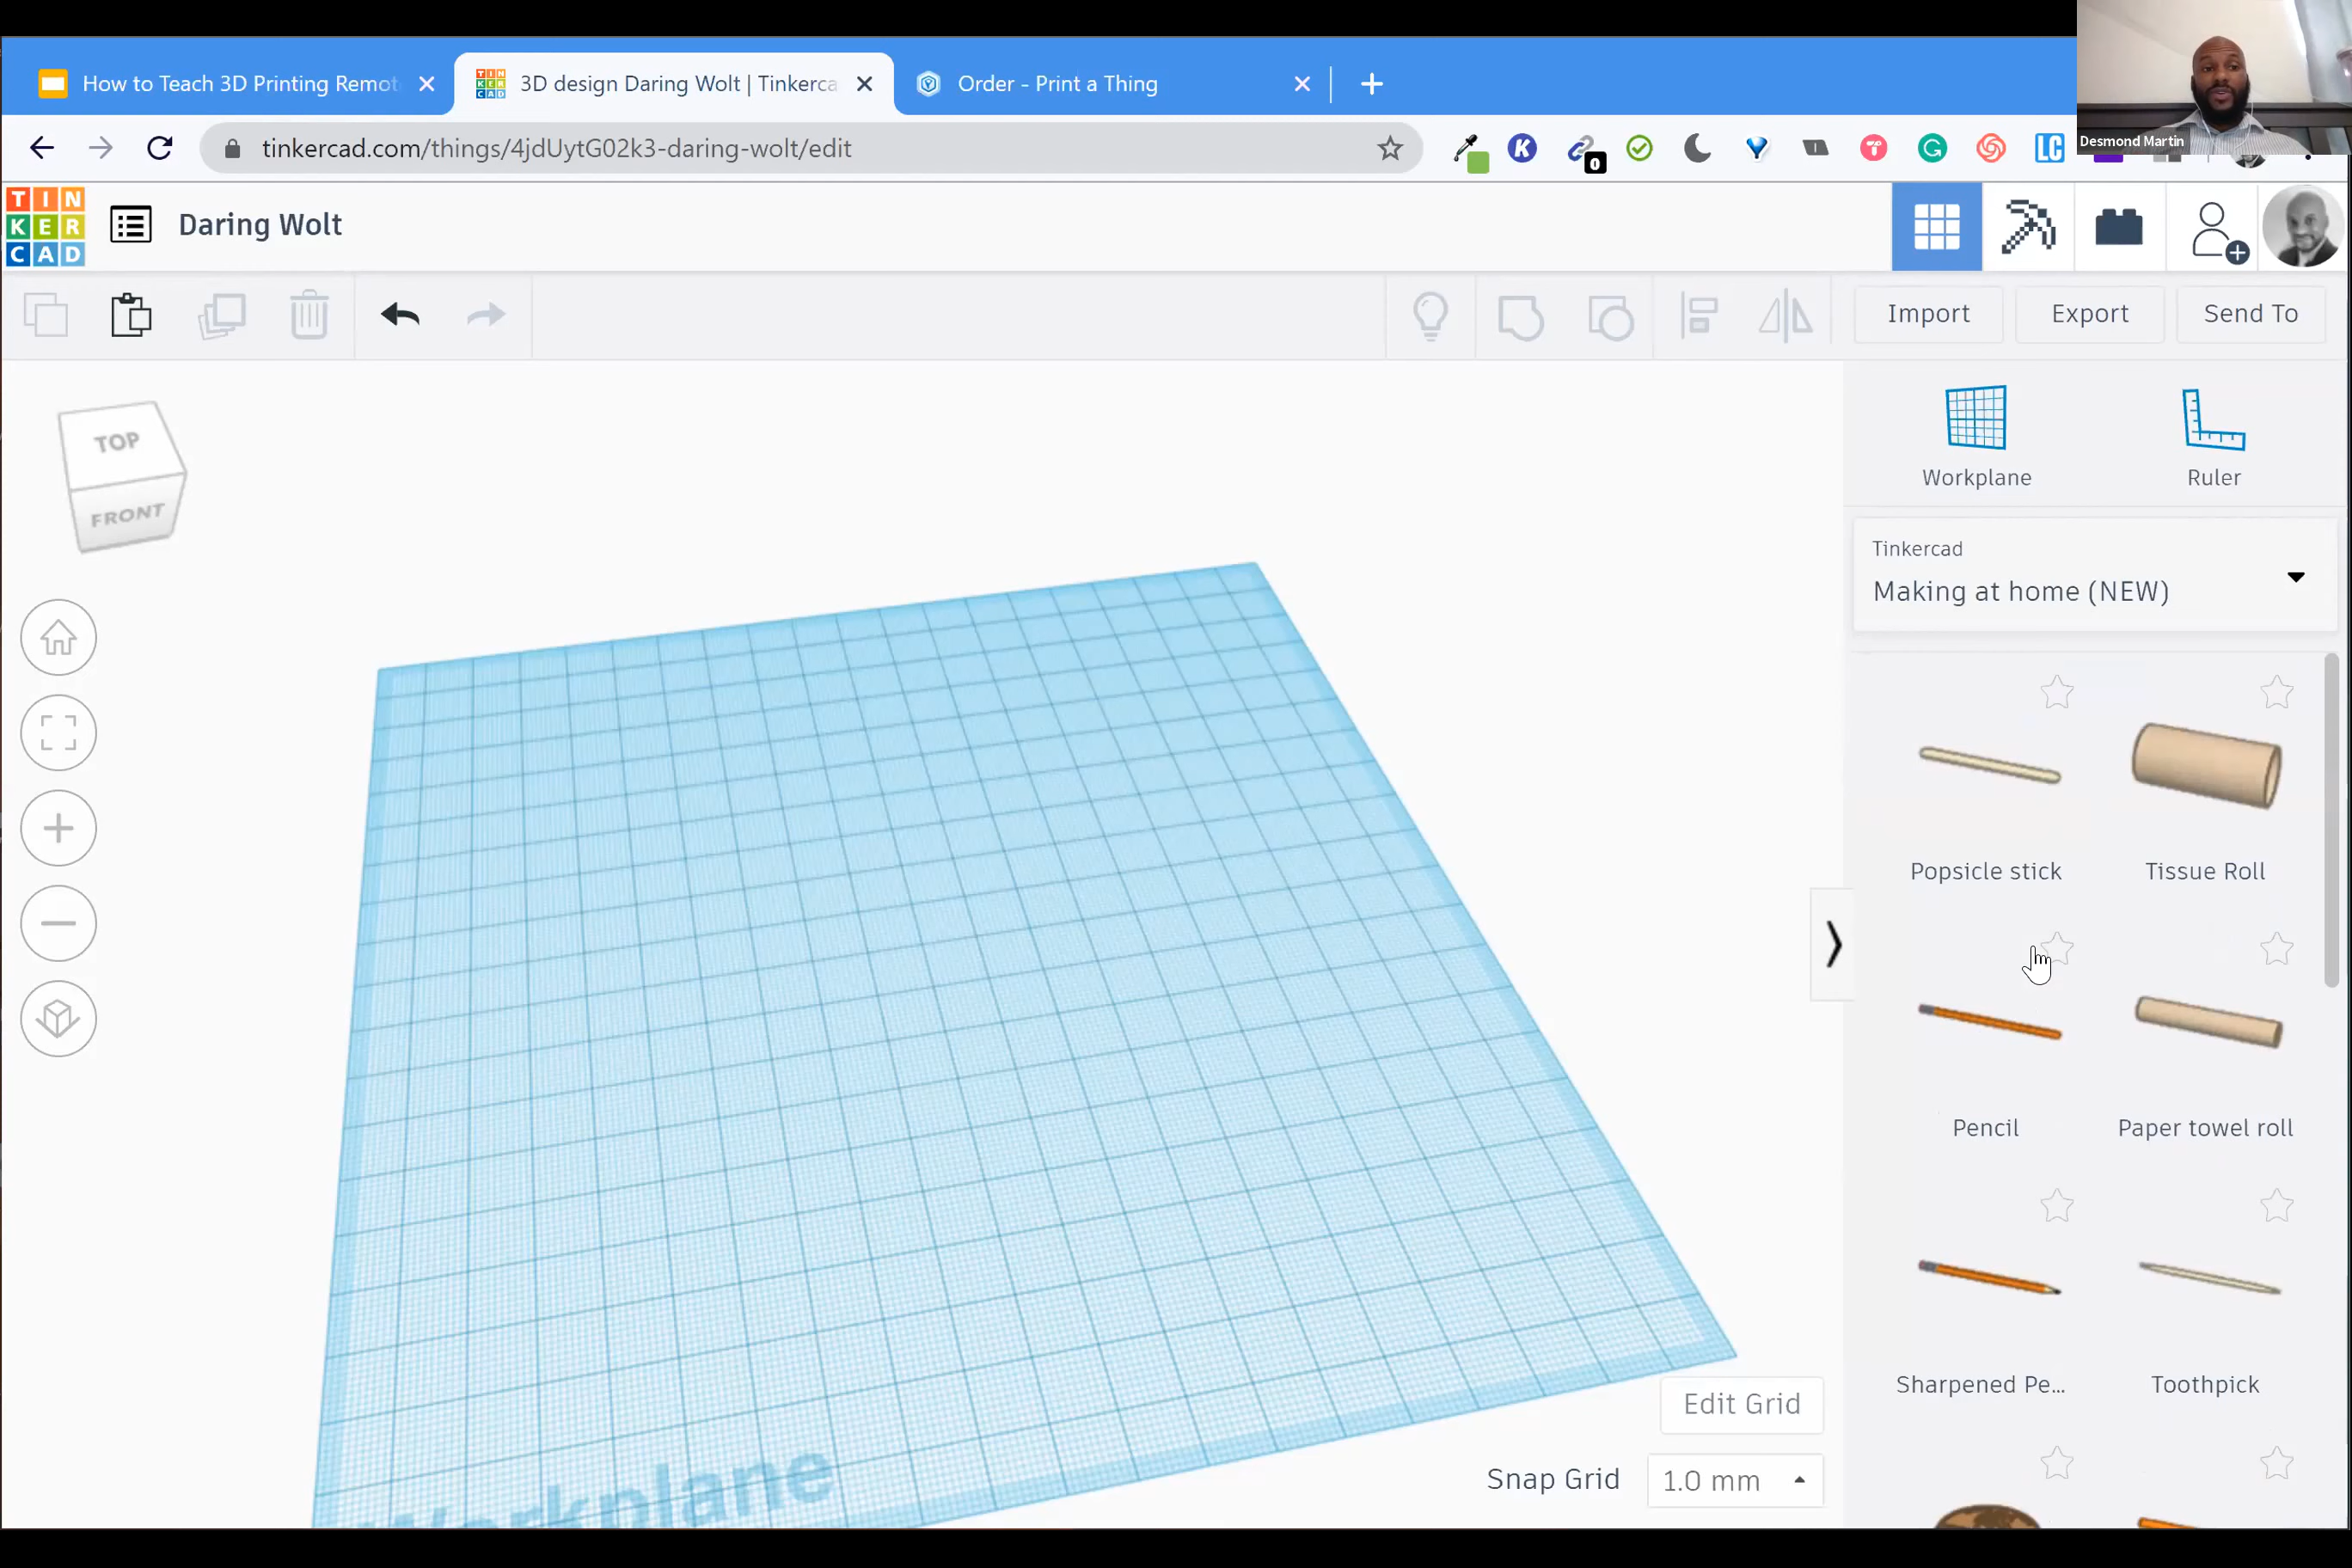 How to Teach 3D Printing Remot
3D design Daring Wolt | Tinkerca
Order - Print a Thing
Desmond Martin
tinkercad.com/things/4jdUytG02k3-daring-wolt/edit
K
0
T
G
LC
TIN
KER
CAD
Daring Wolt
Import
Export
Send To
TOP
FRONT
Workplane
Ruler
Tinkercad
Making at home (NEW)
Popsicle stick
Tissue Roll
Pencil
Paper towel roll
Sharpened Pe...
Toothpick
Edit Grid
Snap Grid
1.0 mm
Workplane